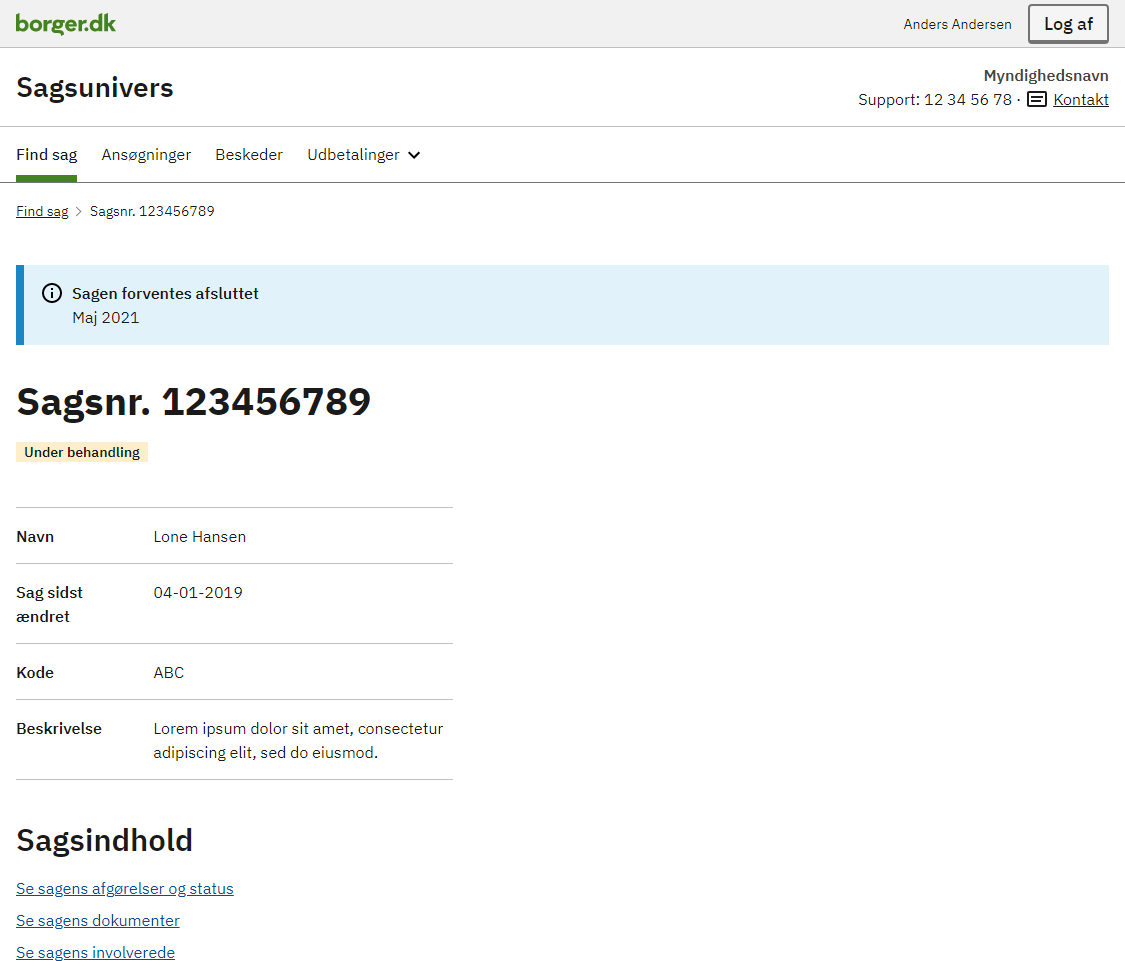 borger.dk
Anders Andersen
Log af
Sagsunivers
Myndighedsnavn
Support: 12 34 56 78 · Kontakt
Find sag
Ansøgninger
Beskeder
Udbetalinger
Find sag > Sagsnr. 123456789
Sagen forventes afsluttet
Maj 2021
Sagsnr. 123456789
Under behandling
Navn
Lone Hansen
Sag sidst
ændret
04-01-2019
Kode
ABC
Beskrivelse
Lorem ipsum dolor sit amet, consectetur
adipiscing elit, sed do eiusmod.
Sagsindhold
Se sagens afgørelser og status
Se sagens dokumenter
Se sagens involverede